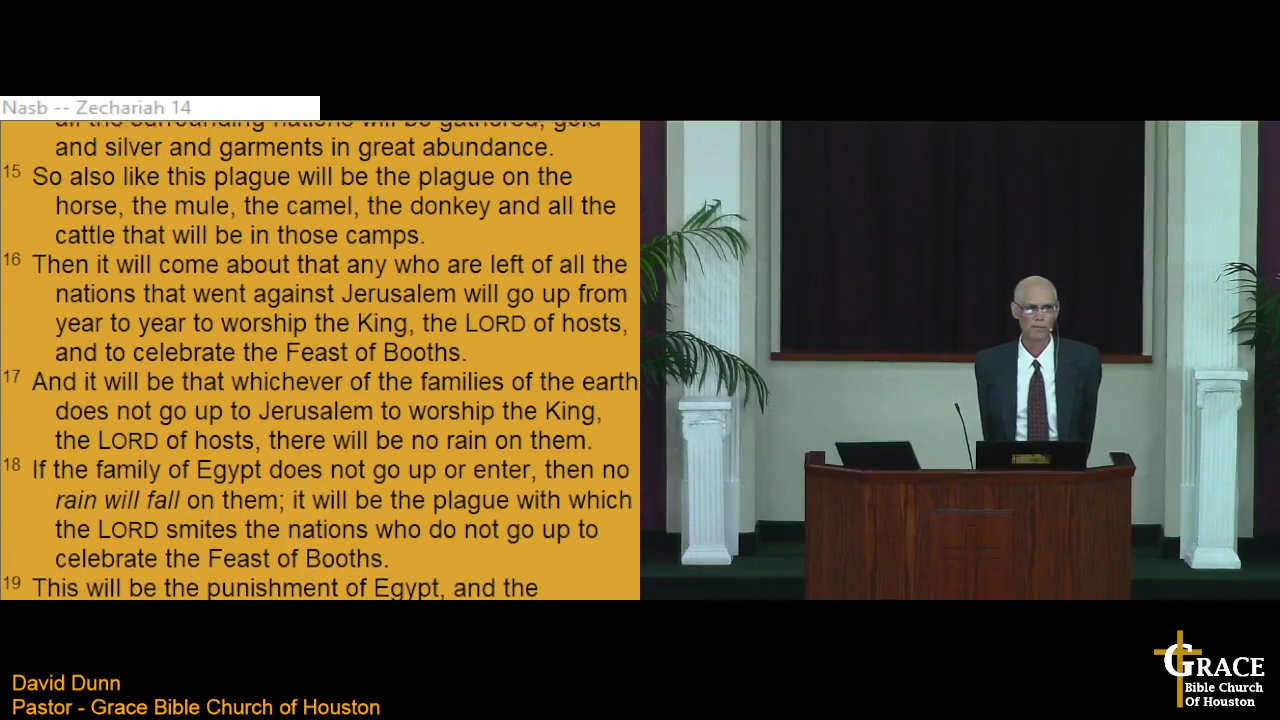 Nasb -- Zechariah 14
all the surrounding nations will be gathered, gold
and silver and garments in great abundance.
15 So also like this plague will be the plague on the
horse, the mule, the camel, the donkey and all the
cattle that will be in those camps.
16 Then it will come about that any who are left of all the
nations that went against Jerusalem will go up from
year to year to worship the King, the LORD of hosts,
and to celebrate the Feast of Booths.
17 And it will be that whichever of the families of the earth
does not go up to Jerusalem to worship the King,
the LORD of hosts, there will be no rain on them.
18 If the family of Egypt does not go up or enter, then no
rain will fall on them; it will be the plague with which
the LORD smites the nations who do not go up to
celebrate the Feast of Booths.
19 This will be the punishment of Egypt, and the
David Dunn
Pastor - Grace Bible Church of Houston
GRACE
Bible Church
Of Houston